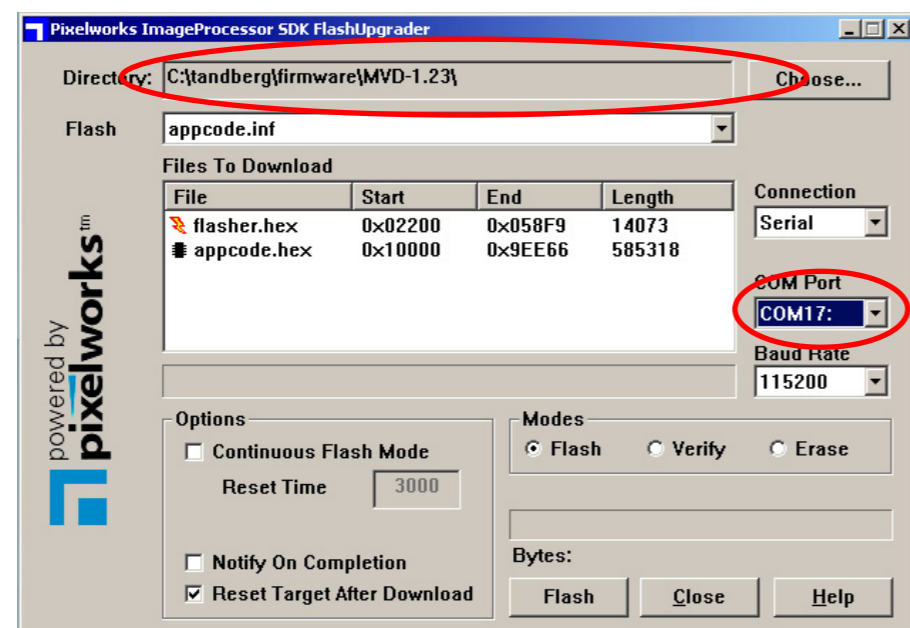 Pixelworks ImageProcessor SDK FlashUpgrader
Directory: C:\tandberg\firmware\MVD-1.23\ Choose...
Flash appcode.inf
Files To Download
File Start End Length
flasher.hex 0x02200 0x058F9 14073
appcode.hex 0x10000 0x9EE66 585318
Connection
Serial
COM Port
COM17:
Baud Rate
115200
powered by
pixelworks™
Options
Continuous Flash Mode
Reset Time 3000
Notify On Completion
Reset Target After Download
Modes
Flash Verify Erase
Bytes:
Flash Close Help